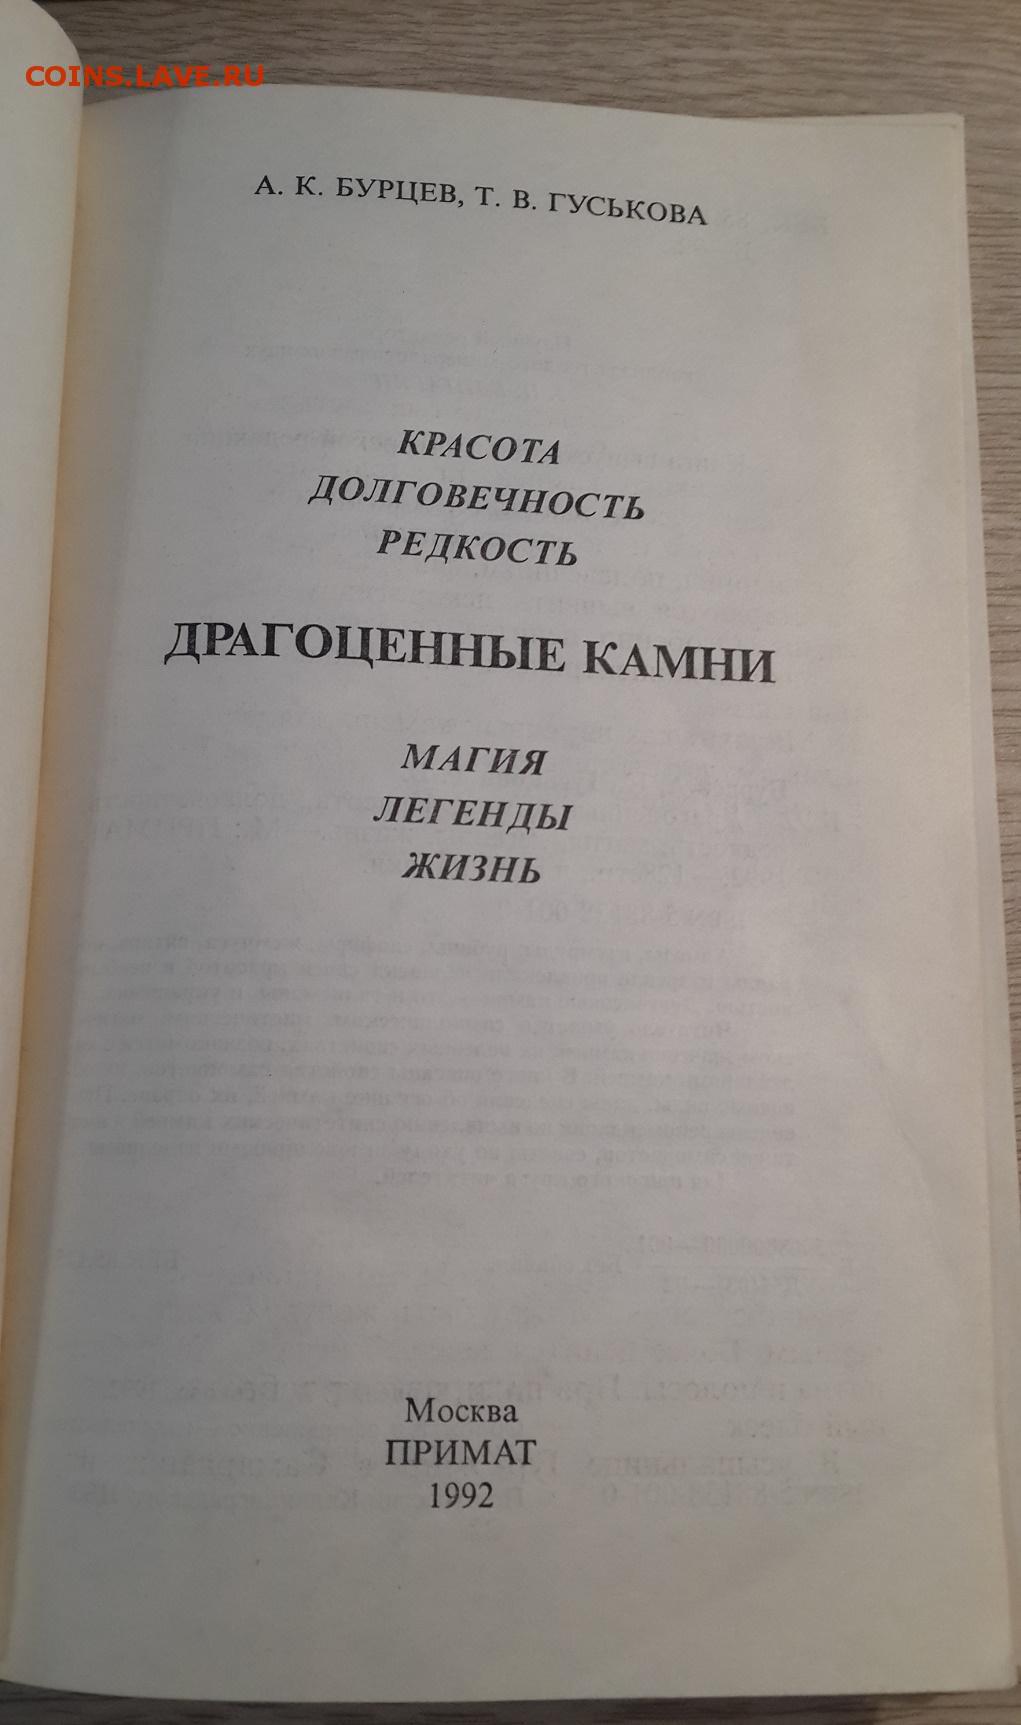 COINS.LAVE.RU
А. К. БУРЦЕВ, Т. В. ГУСЬКОВА
КРАСОТА
ДОЛГОВЕЧНОСТЬ
РЕДКОСТЬ
ДРАГОЦЕННЫЕ КАМНИ
МАГИЯ
ЛЕГЕНДЫ
ЖИЗНЬ
Москва
ПРИМАТ
1992